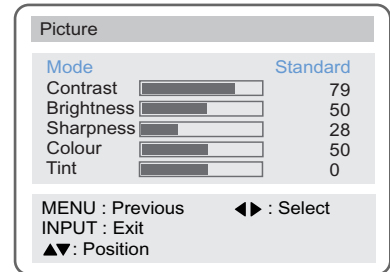 Picture
Mode Standard
Contrast 79
Brightness 50
Sharpness 28
Colour 50
Tint 0
MENU : Previous ◀▶ : Select
INPUT : Exit
▲▼ : Position